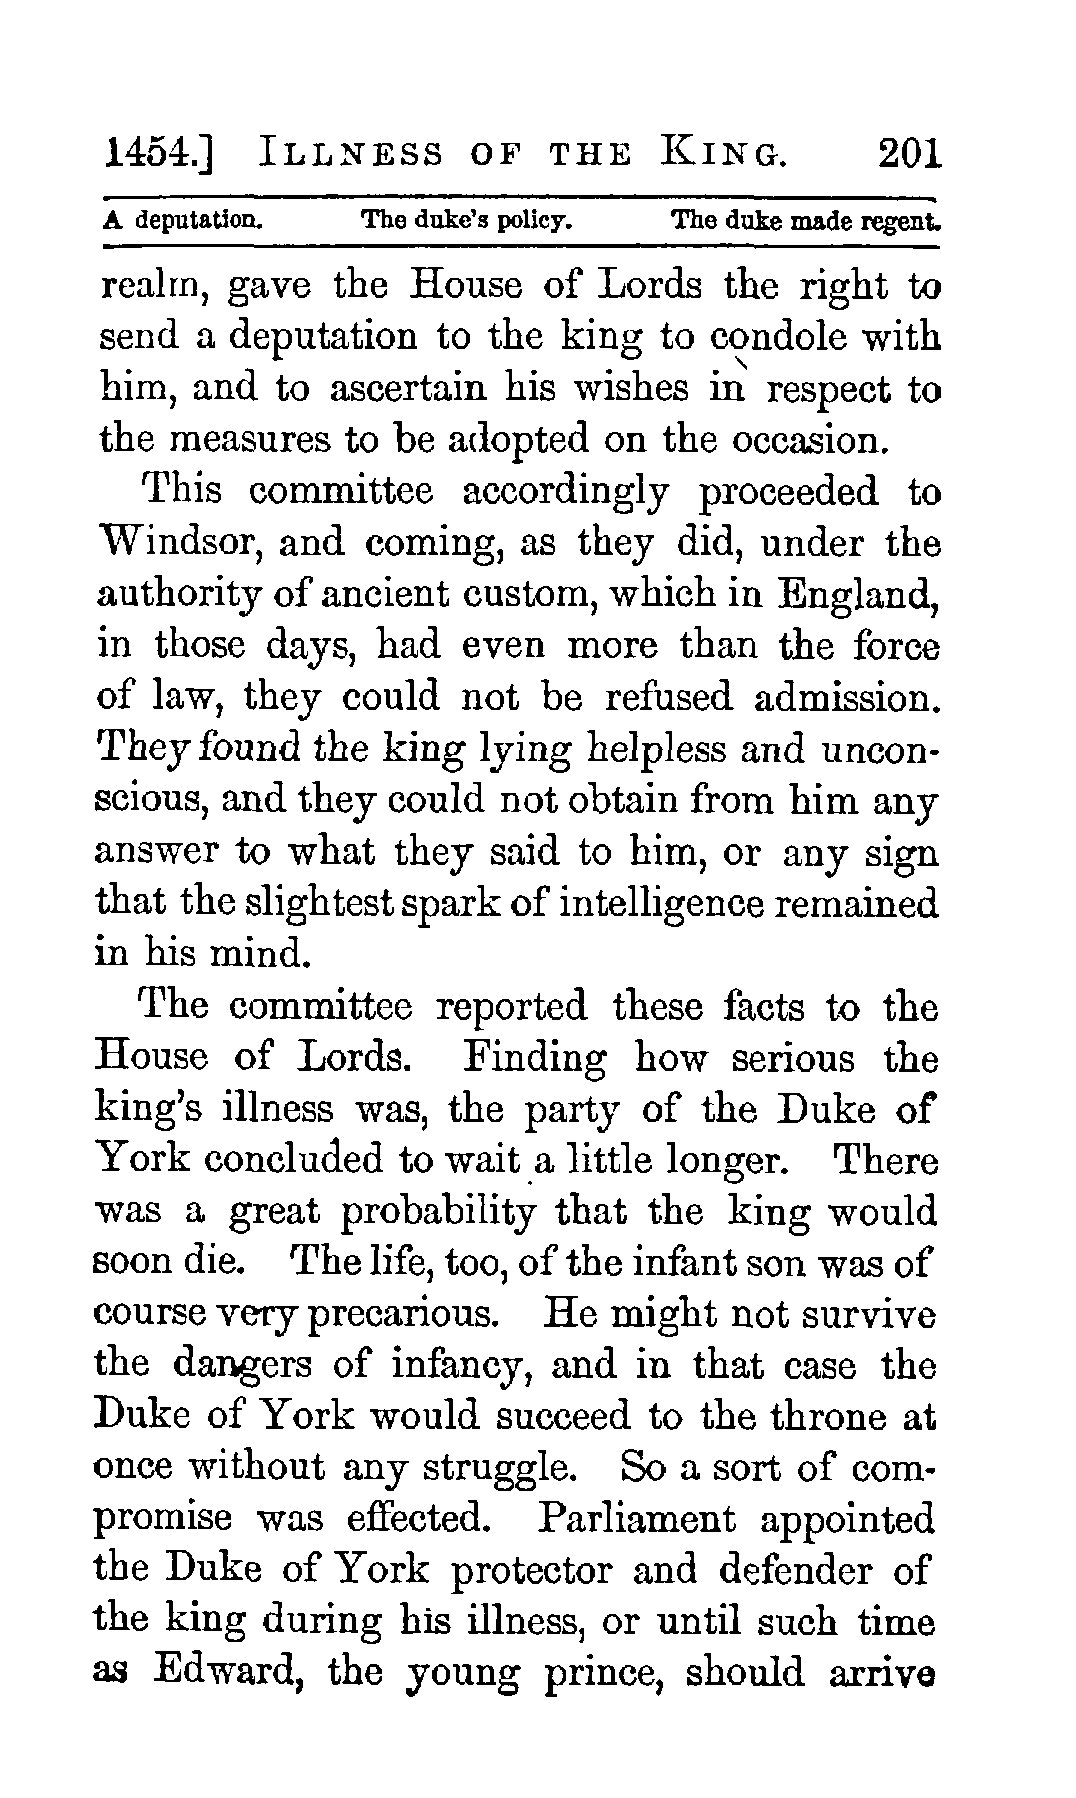 1454.] Illness of the King. 201
A deputation. The duke's policy. The duke made regent.
realm, gave the House of Lords the right to
send a deputation to the king to condole with
him, and to ascertain his wishes in respect to
the measures to be adopted on the occasion.
This committee accordingly proceeded to
Windsor, and coming, as they did, under the
authority of ancient custom, which in England,
in those days, had even more than the force
of law, they could not be refused admission.
They found the king lying helpless and uncon-
scious, and they could not obtain from him any
answer to what they said to him, or any sign
that the slightest spark of intelligence remained
in his mind.
The committee reported these facts to the
House of Lords. Finding how serious the
king's illness was, the party of the Duke of
York concluded to wait a little longer. There
was a great probability that the king would
soon die. The life, too, of the infant son was of
course very precarious. He might not survive
the dangers of infancy, and in that case the
Duke of York would succeed to the throne at
once without any struggle. So a sort of com-
promise was effected. Parliament appointed
the Duke of York protector and defender of
the king during his illness, or until such time
as Edward, the young prince, should arrive